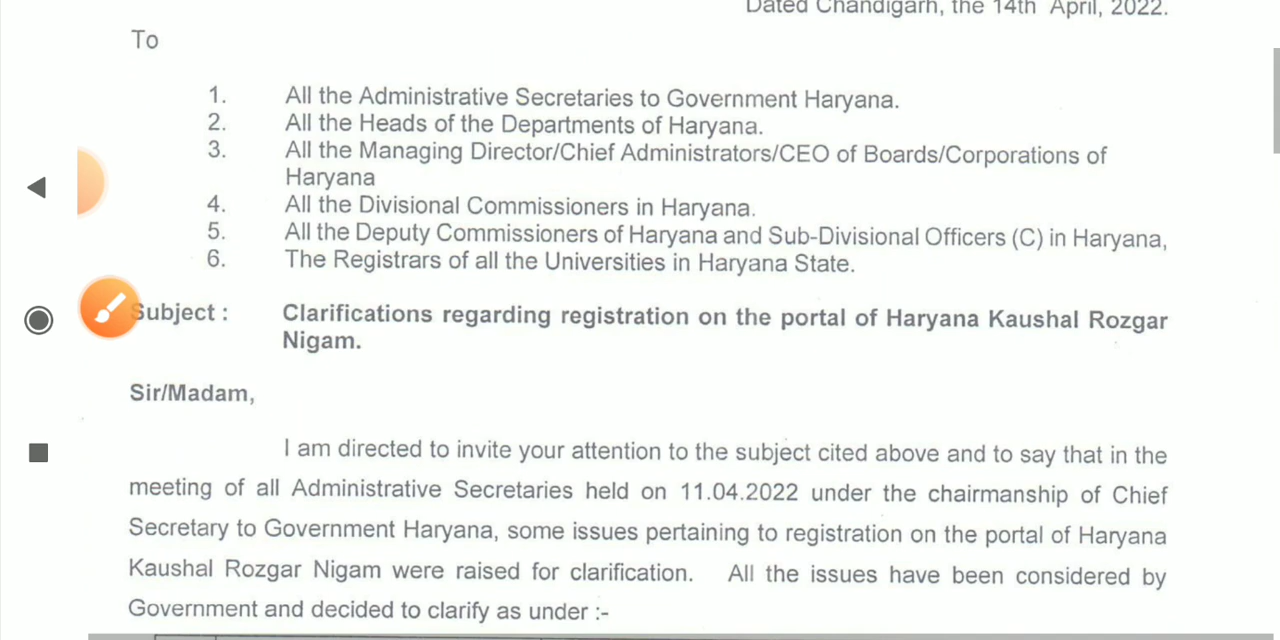 Dated Chandigarh, the 14th April, 2022.
To
1. All the Administrative Secretaries to Government Haryana.
2. All the Heads of the Departments of Haryana.
3. All the Managing Director/Chief Administrators/CEO of Boards/Corporations of
Haryana
4. All the Divisional Commissioners in Haryana.
5. All the Deputy Commissioners of Haryana and Sub-Divisional Officers (C) in Haryana,
6. The Registrars of all the Universities in Haryana State.
Subject : Clarifications regarding registration on the portal of Haryana Kaushal Rozgar
Nigam.
Sir/Madam,
I am directed to invite your attention to the subject cited above and to say that in the
meeting of all Administrative Secretaries held on 11.04.2022 under the chairmanship of Chief
Secretary to Government Haryana, some issues pertaining to registration on the portal of Haryana
Kaushal Rozgar Nigam were raised for clarification. All the issues have been considered by
Government and decided to clarify as under :-